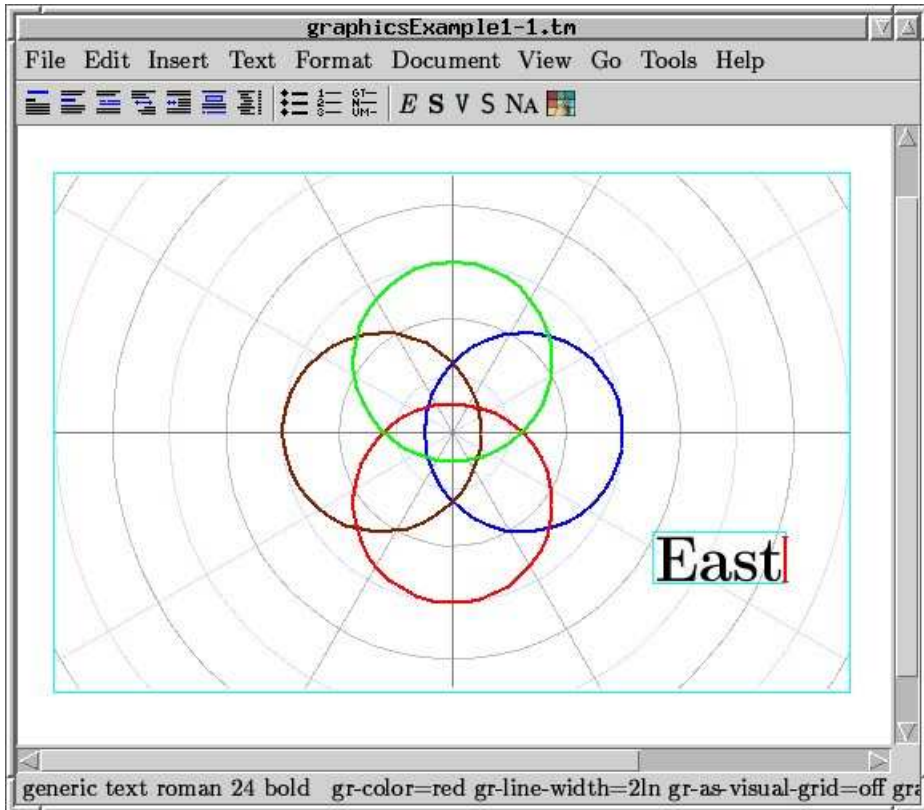 graphicsExample1-1.tm
File Edit Insert Text Format Document View Go Tools Help
E S V S NA
East
generic text roman 24 bold gr-color=red gr-line-width=2ln gr-as-visual-grid=off